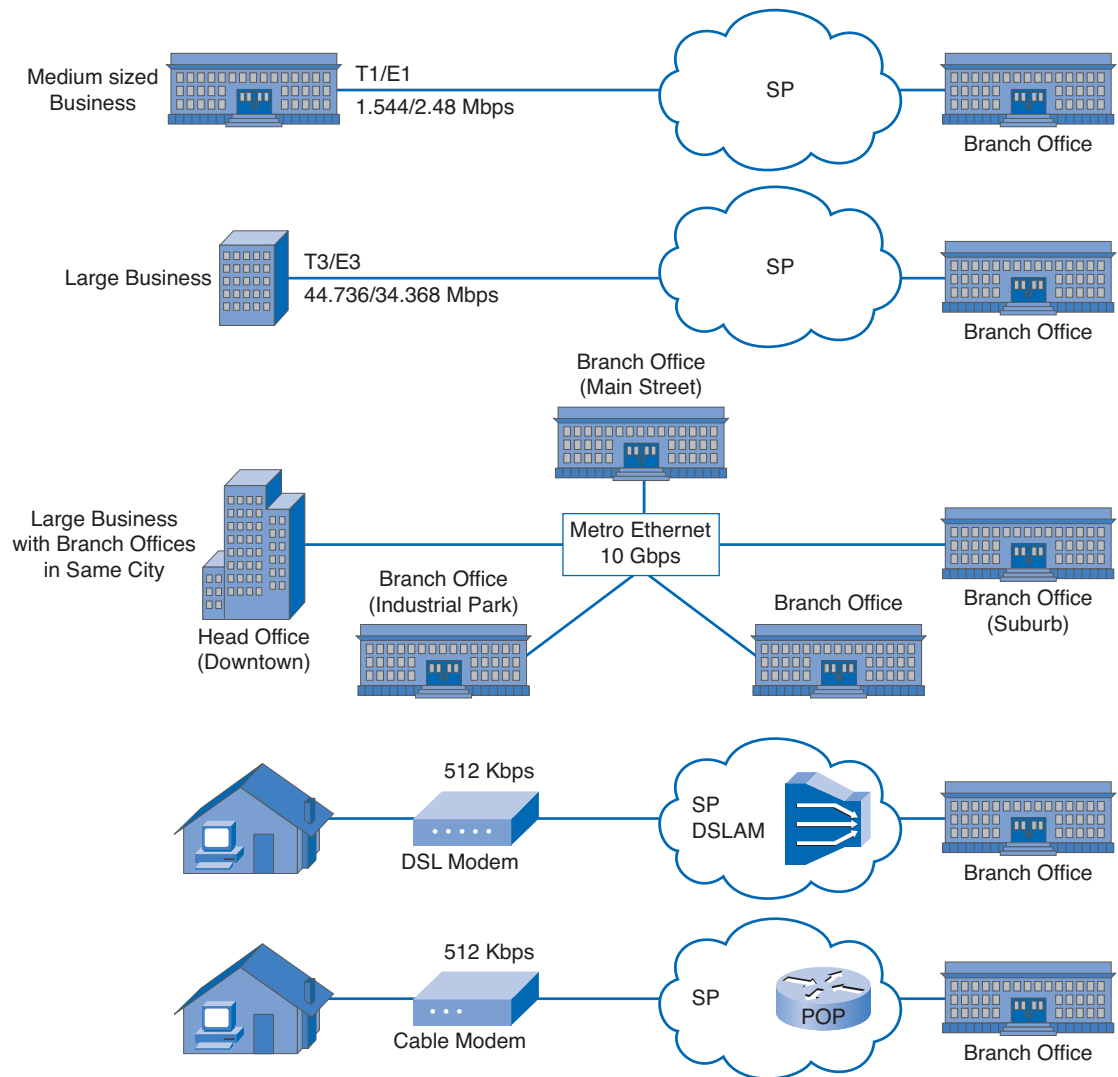 Medium sized
Business
T1/E1
1.544/2.48 Mbps
SP
Branch Office
Large Business
T3/E3
44.736/34.368 Mbps
SP
Branch Office
Branch Office
(Main Street)
Large Business
with Branch Offices
in Same City
Head Office
(Downtown)
Metro Ethernet
10 Gbps
Branch Office
(Industrial Park)
Branch Office
Branch Office
(Suburb)
512 Kbps
DSL Modem
SP
DSLAM
Branch Office
512 Kbps
Cable Modem
SP
POP
Branch Office